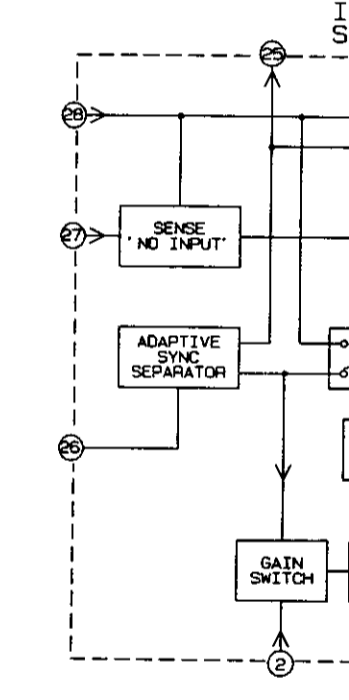 I
S
25
28
27
SENSE
'NO INPUT'
ADAPTIVE
SYNC
SEPARATOR
26
GAIN
SWITCH
2